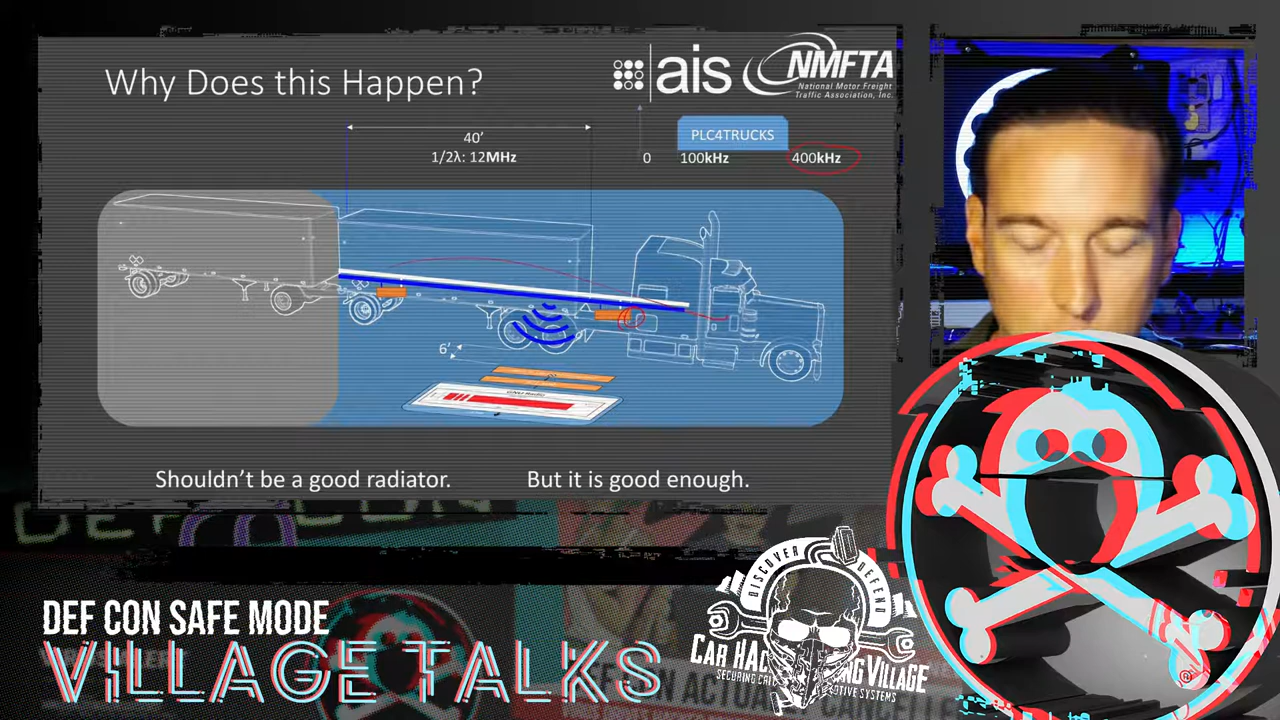 Why Does this Happen?
ais
NMFTA
National Motor Freight
Traffic Association, Inc.
40'
1/2λ: 12MHz
PLC4TRUCKS
0 100kHz 400kHz
6'
Shouldn't be a good radiator. But it is good enough.
DEF CON
DEF CON SAFE MODE
VILLAGE TALKS
DISCOVER
DEFEND
CAR HACKING VILLAGE